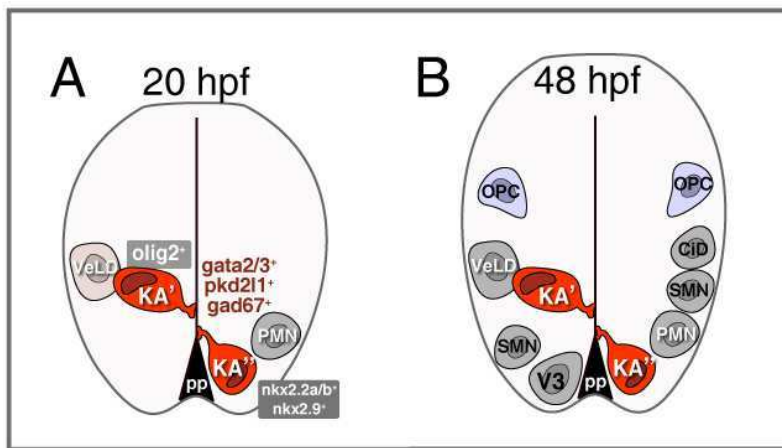 A
20 hpf
VeLD
olig2⁺
KA'
gata2/3⁺
pkd2l1⁺
gad67⁺
PMN
KA''
pp
nkx2.2a/b⁺
nkx2.9⁺
B
48 hpf
OPC
OPC
VeLD
KA'
CiD
SMN
PMN
SMN
V3
pp
KA''